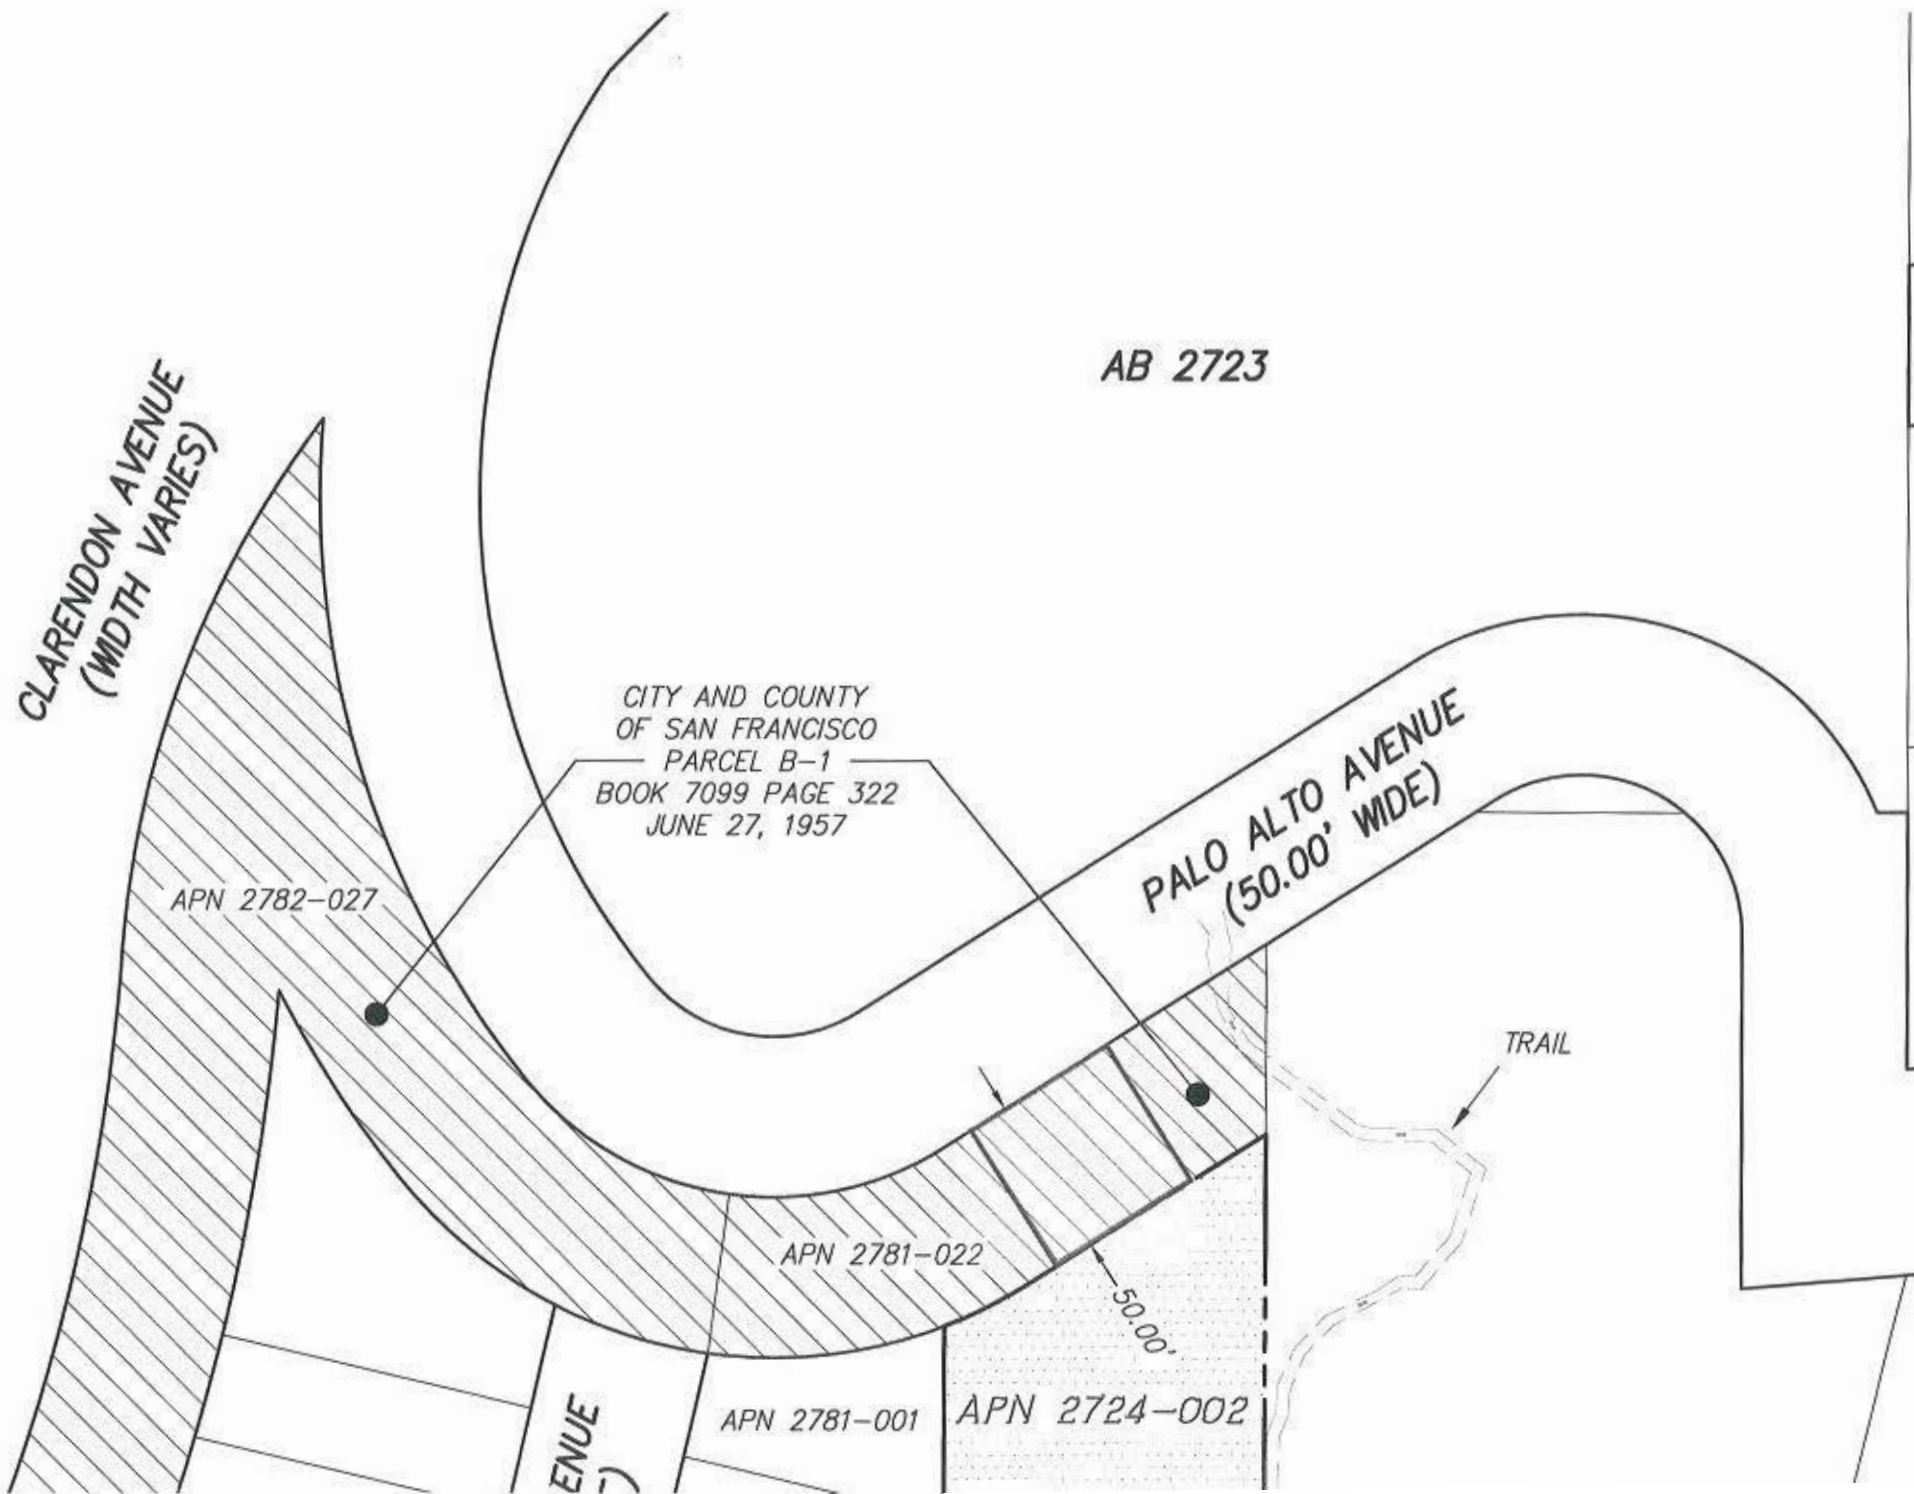 AB 2723
CLARENDON AVENUE
(WIDTH VARIES)
CITY AND COUNTY
OF SAN FRANCISCO
PARCEL B-1
BOOK 7099 PAGE 322
JUNE 27, 1957
PALO ALTO AVENUE
(50.00' WIDE)
APN 2782-027
TRAIL
APN 2781-022
50.00'
APN 2781-001
APN 2724-002
ENUE